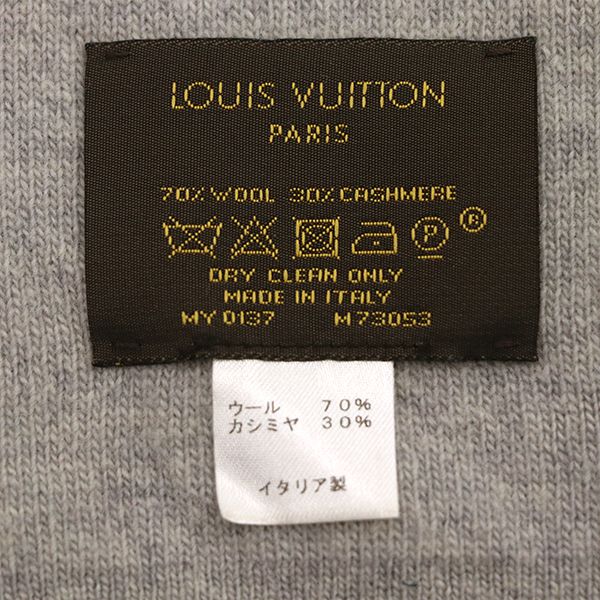 LOUIS VUITTON
PARIS
70% WOOL 30% CASHMERE
P ®
DRY CLEAN ONLY
MADE IN ITALY
MY 0137 M 73053
ウール 70%
カシミヤ 30%
イタリア製